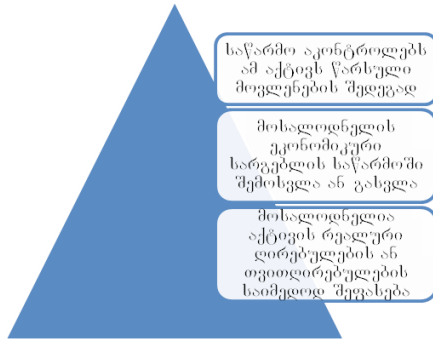 საწარმო აკონტროლებს
ამ აქტივს წარსული
მოვლენების შედეგად
მოსალოდნელის
ეკონომიკური
სარგებლის საწარმოში
შემოსვლა ან გასვლა
მოსალოდნელია
აქტივის რეალური
ღირებულების ან
თვითღირებულების
საიმედოდ შეფასება